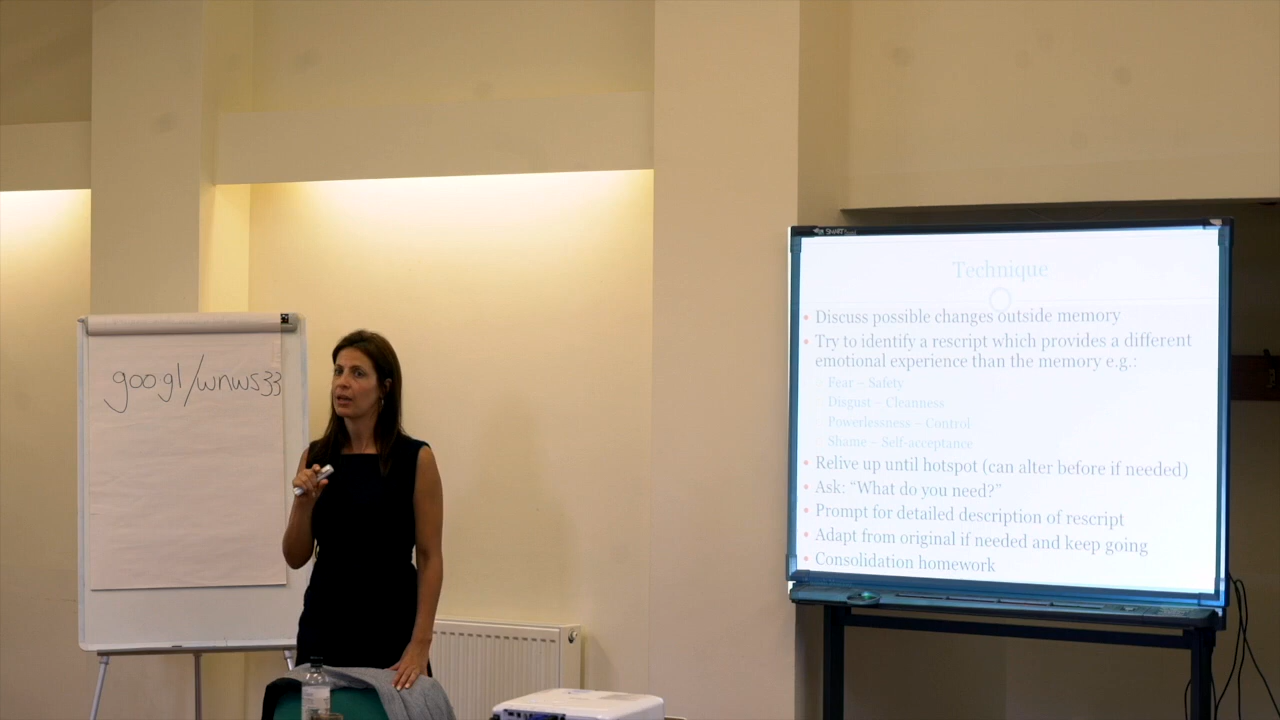 goo.gl/wnws33
SMART
Technique
• Discuss possible changes outside memory
• Try to identify a rescript which provides a different
emotional experience than the memory e.g.:
Fear – Safety
Disgust – Cleanness
Powerlessness – Control
Shame – Self-acceptance
• Relive up until hotspot (can alter before if needed)
• Ask: “What do you need?”
• Prompt for detailed description of rescript
• Adapt from original if needed and keep going
• Consolidation homework